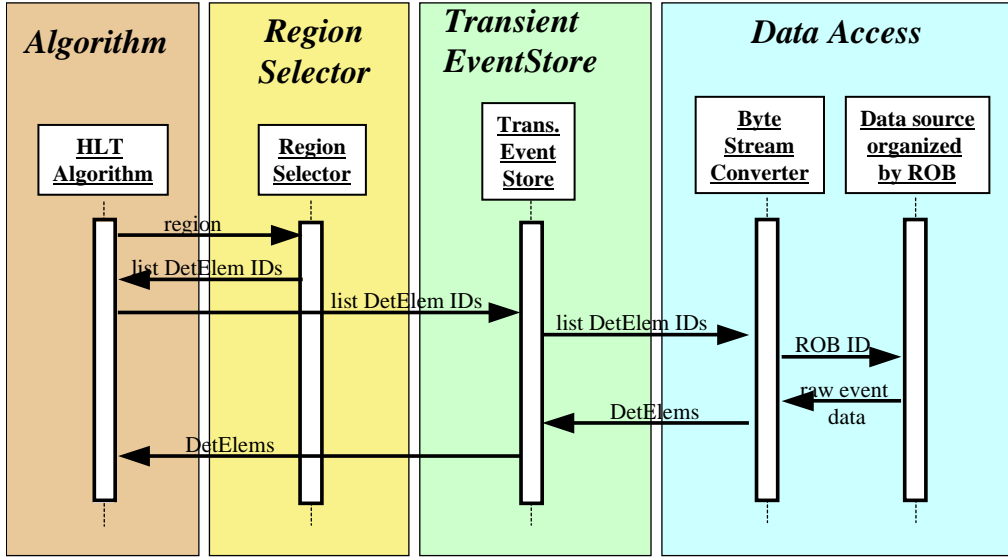 Algorithm
Region
Selector
Transient
EventStore
Data Access
HLT
Algorithm
Region
Selector
Trans.
Event
Store
Byte
Stream
Converter
Data source
organized
by ROB
region
list DetElem IDs
list DetElem IDs
list DetElem IDs
ROB ID
raw event
data
DetElems
DetElems